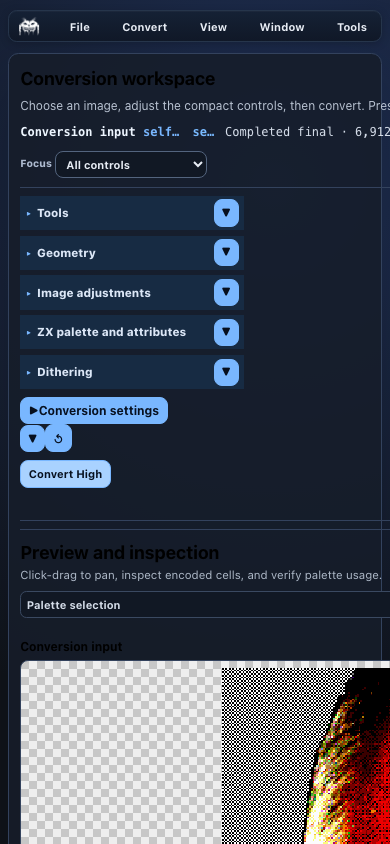 File Convert View Window Tools
Conversion workspace
Choose an image, adjust the compact controls, then convert. Pres
Conversion input self… se… Completed final · 6,912
Focus All controls
Tools
Geometry
Image adjustments
ZX palette and attributes
Dithering
Conversion settings
Convert High
Preview and inspection
Click-drag to pan, inspect encoded cells, and verify palette usage.
Palette selection
Conversion input